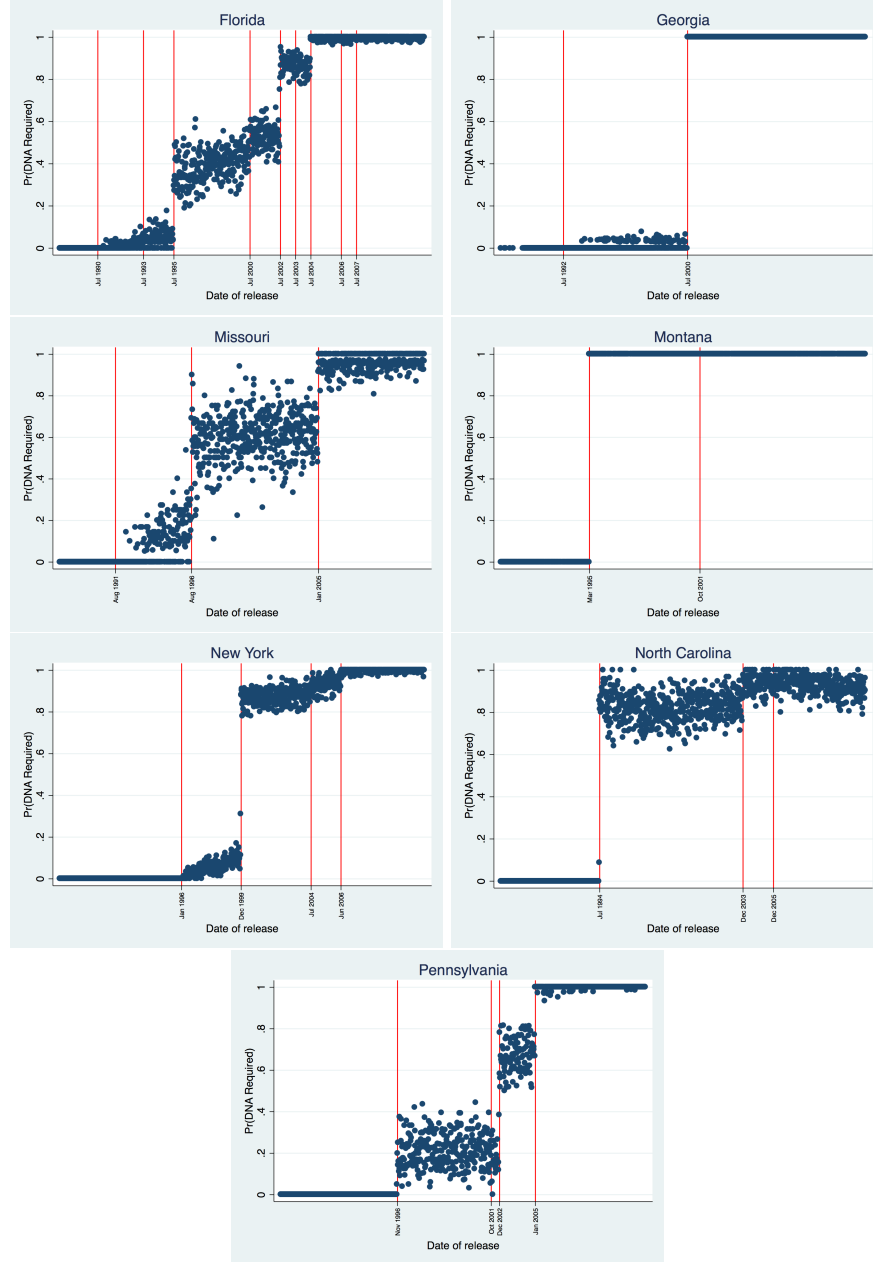 Florida
Pr(DNA Required)
1
.8
.6
.4
.2
0
Jul 1990
Jul 1993
Jul 1995
Jul 2000
Jul 2002
Jul 2003
Jul 2004
Jul 2006
Jul 2007
Date of release
Georgia
Pr(DNA Required)
1
.8
.6
.4
.2
0
Jul 1992
Jul 2000
Date of release
Missouri
Pr(DNA Required)
1
.8
.6
.4
.2
0
Aug 1991
Aug 1996
Jan 2005
Date of release
Montana
Pr(DNA Required)
1
.8
.6
.4
.2
0
Mar 1995
Oct 2001
Date of release
New York
Pr(DNA Required)
1
.8
.6
.4
.2
0
Jan 1996
Dec 1999
Jul 2004
Jun 2006
Date of release
North Carolina
Pr(DNA Required)
1
.8
.6
.4
.2
0
Jul 1994
Dec 2003
Dec 2005
Date of release
Pennsylvania
Pr(DNA Required)
1
.8
.6
.4
.2
0
Nov 1996
Oct 2001
Dec 2002
Jan 2005
Date of release